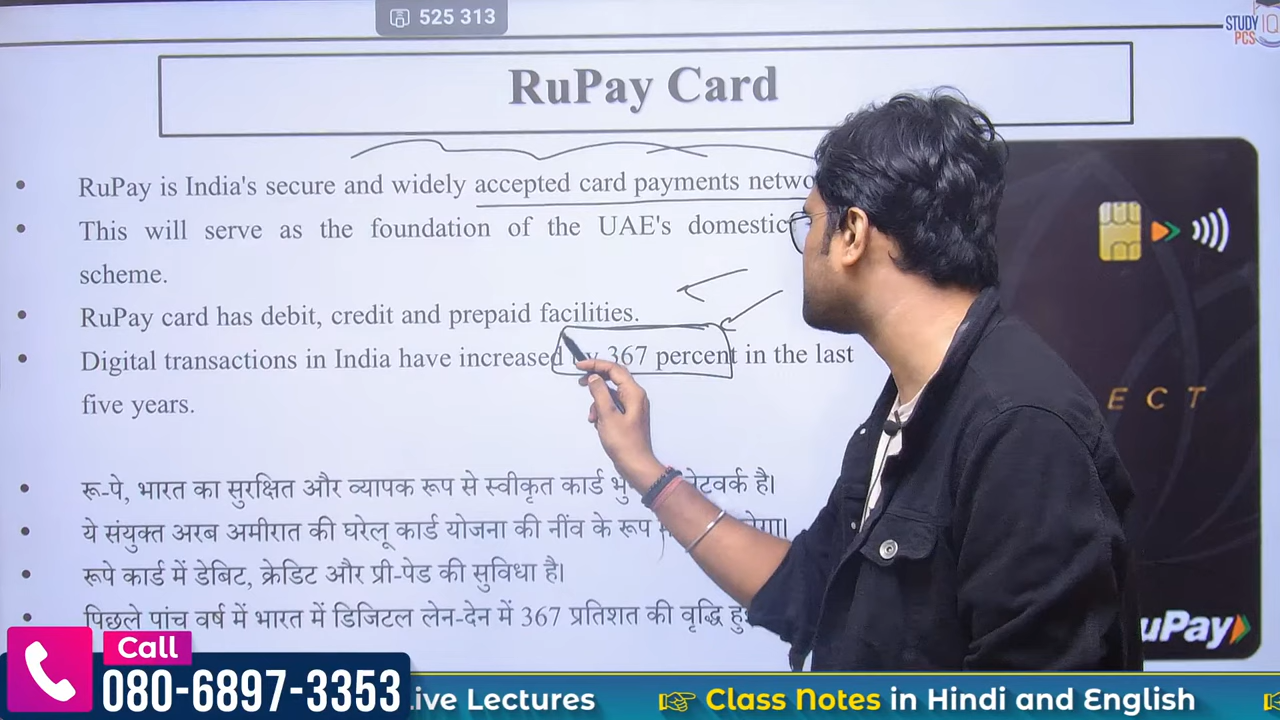 525 313
STUDY IQ
PCS
RuPay Card
• RuPay is India's secure and widely accepted card payments
• This will serve as the foundation of the UAE's domestic
scheme.
• RuPay card has debit, credit and prepaid facilities.
• Digital transactions in India have increased by 367 percent in the last
five years.
• रू-पे, भारत का सुरक्षित और व्यापक रूप से स्वीकृत कार्ड है।
• ये संयुक्त अरब अमीरात की घरेलू कार्ड योजना की नींव के रूप
• रूपे कार्ड में डेबिट, क्रेडिट और प्री-पेड की सुविधा है।
• पिछले पांच वर्ष में भारत में डिजिटल लेन-देन में 367 प्रतिशत की वृद्धि
ECT
uPay
Call
080-6897-3353
Live Lectures
Class Notes in Hindi and English